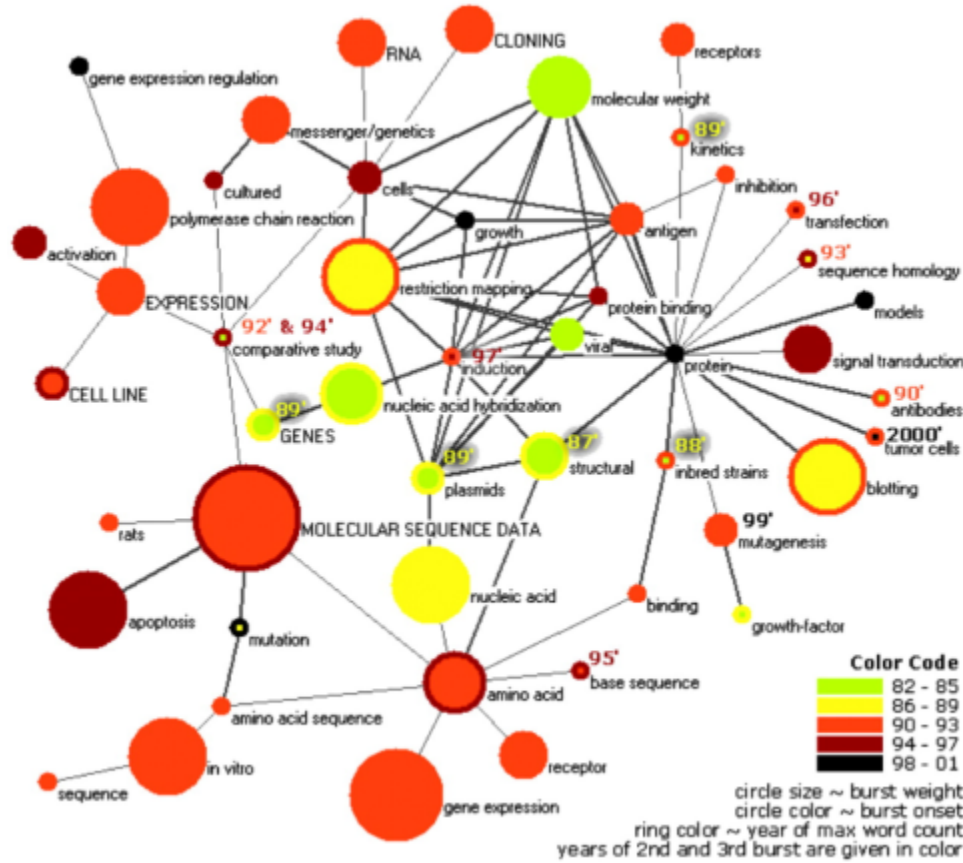 CLONING
RNA
receptors
gene expression regulation
molecular weight
89'
kinetics
messenger/genetics
inhibition
cultured
cells
96'
transfection
polymerase chain reaction
growth
antigen
activation
93'
sequence homology
restriction mapping
protein binding
EXPRESSION
models
92' & 94'
comparative study
viral
97'
induction
protein
signal transduction
CELL LINE
nucleic acid hybridization
90'
antibodies
89'
GENES
2000'
tumor cells
87'
structural
88'
inbred strains
89'
plasmids
blotting
99'
mutagenesis
rats
MOLECULAR SEQUENCE DATA
nucleic acid
binding
growth-factor
apoptosis
mutation
95'
base sequence
amino acid
amino acid sequence
in vitro
receptor
sequence
gene expression
Color Code
82 - 85
86 - 89
90 - 93
94 - 97
98 - 01
circle size ~ burst weight
circle color ~ burst onset
ring color ~ year of max word count
years of 2nd and 3rd burst are given in color